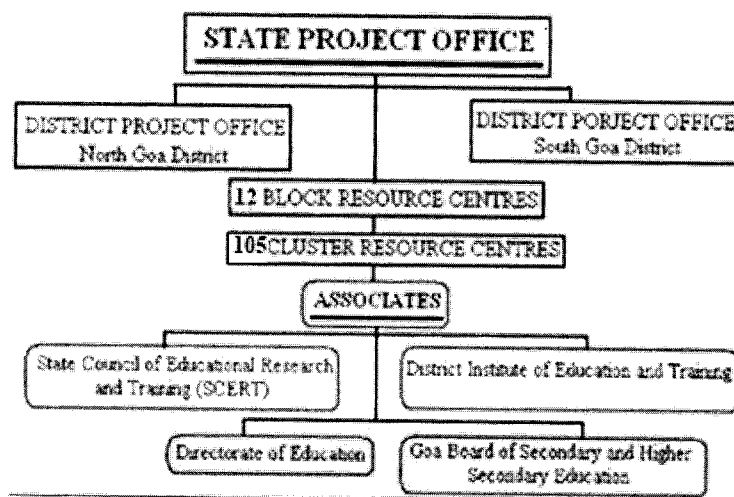 STATE PROJECT OFFICE
DISTRICT PROJECT OFFICE
North Goa District
DISTRICT PORJECT OFFICE
South Goa District
12 BLOCK RESOURCE CENTRES
105CLUSTER RESOURCE CENTRES
ASSOCIATES
State Council of Educational Research
and Training (SCERT)
District Institute of Education and Training
Directorate of Education
Goa Board of Secondary and Higher
Secondary Education